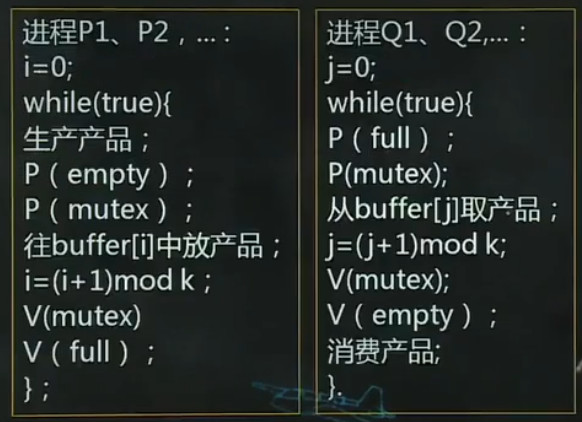 进程P1、P2，...：
i=0;
while(true){
生产产品；
P（empty）；
P（mutex）；
往buffer[i]中放产品；
i=(i+1)mod k；
V(mutex)
V（full）；
}；
进程Q1、Q2,...：
j=0;
while(true){
P（full）；
P(mutex);
从buffer[j]取产品；
j=(j+1)mod k;
V(mutex);
V（empty）；
消费产品;
}.